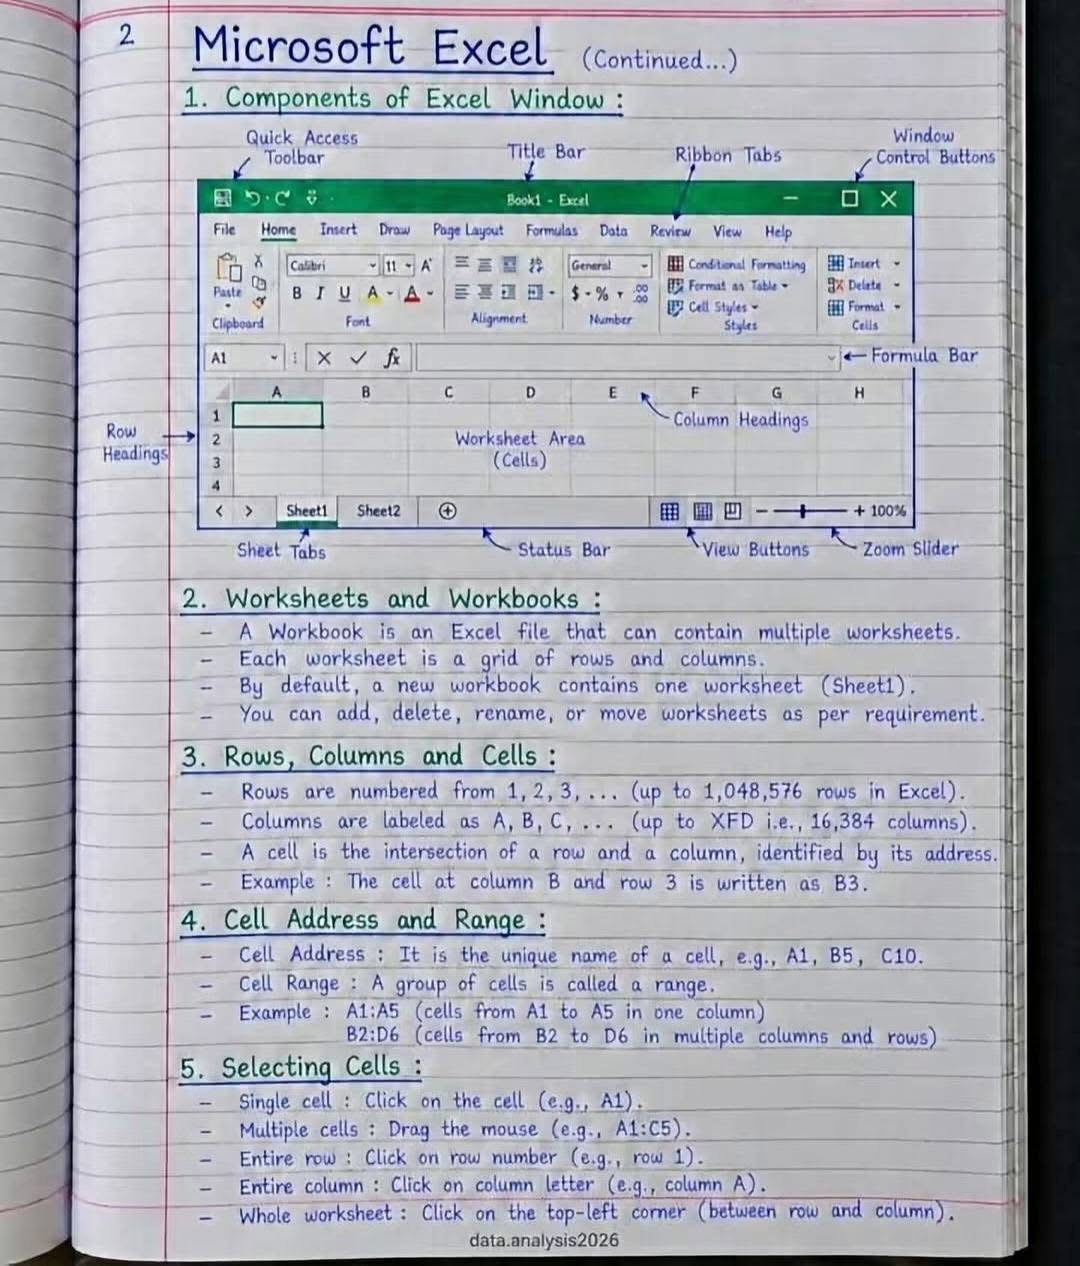 2
Microsoft Excel (Continued...)
1. Components of Excel Window :
Quick Access
Toolbar
Title Bar
Ribbon Tabs
Window
Control Buttons
Book1 - Excel
File Home Insert Draw Page Layout Formulas Data Review View Help
Calibri 11 A General Conditional Formatting Insert
Paste B I U A A $ - % .00 Format as Table Delete
Cell Styles Format
Clipboard Font Alignment Number Styles Cells
A1 fx
Formula Bar
A B C D E F G H
Column Headings
Row
Headings
1
2
3
4
Worksheet Area
(Cells)
< > Sheet1 Sheet2 + − + 100%
Sheet Tabs Status Bar View Buttons Zoom Slider
2. Worksheets and Workbooks :
– A Workbook is an Excel file that can contain multiple worksheets.
– Each worksheet is a grid of rows and columns.
– By default, a new workbook contains one worksheet (Sheet1).
– You can add, delete, rename, or move worksheets as per requirement.
3. Rows, Columns and Cells :
– Rows are numbered from 1, 2, 3, ... (up to 1,048,576 rows in Excel).
– Columns are labeled as A, B, C, ... (up to XFD i.e., 16,384 columns).
– A cell is the intersection of a row and a column, identified by its address.
– Example : The cell at column B and row 3 is written as B3.
4. Cell Address and Range :
– Cell Address : It is the unique name of a cell, e.g., A1, B5, C10.
– Cell Range : A group of cells is called a range.
– Example : A1:A5 (cells from A1 to A5 in one column)
B2:D6 (cells from B2 to D6 in multiple columns and rows)
5. Selecting Cells :
– Single cell : Click on the cell (e.g., A1).
– Multiple cells : Drag the mouse (e.g., A1:C5).
– Entire row : Click on row number (e.g., row 1).
– Entire column : Click on column letter (e.g., column A).
– Whole worksheet : Click on the top-left corner (between row and column).
data.analysis2026